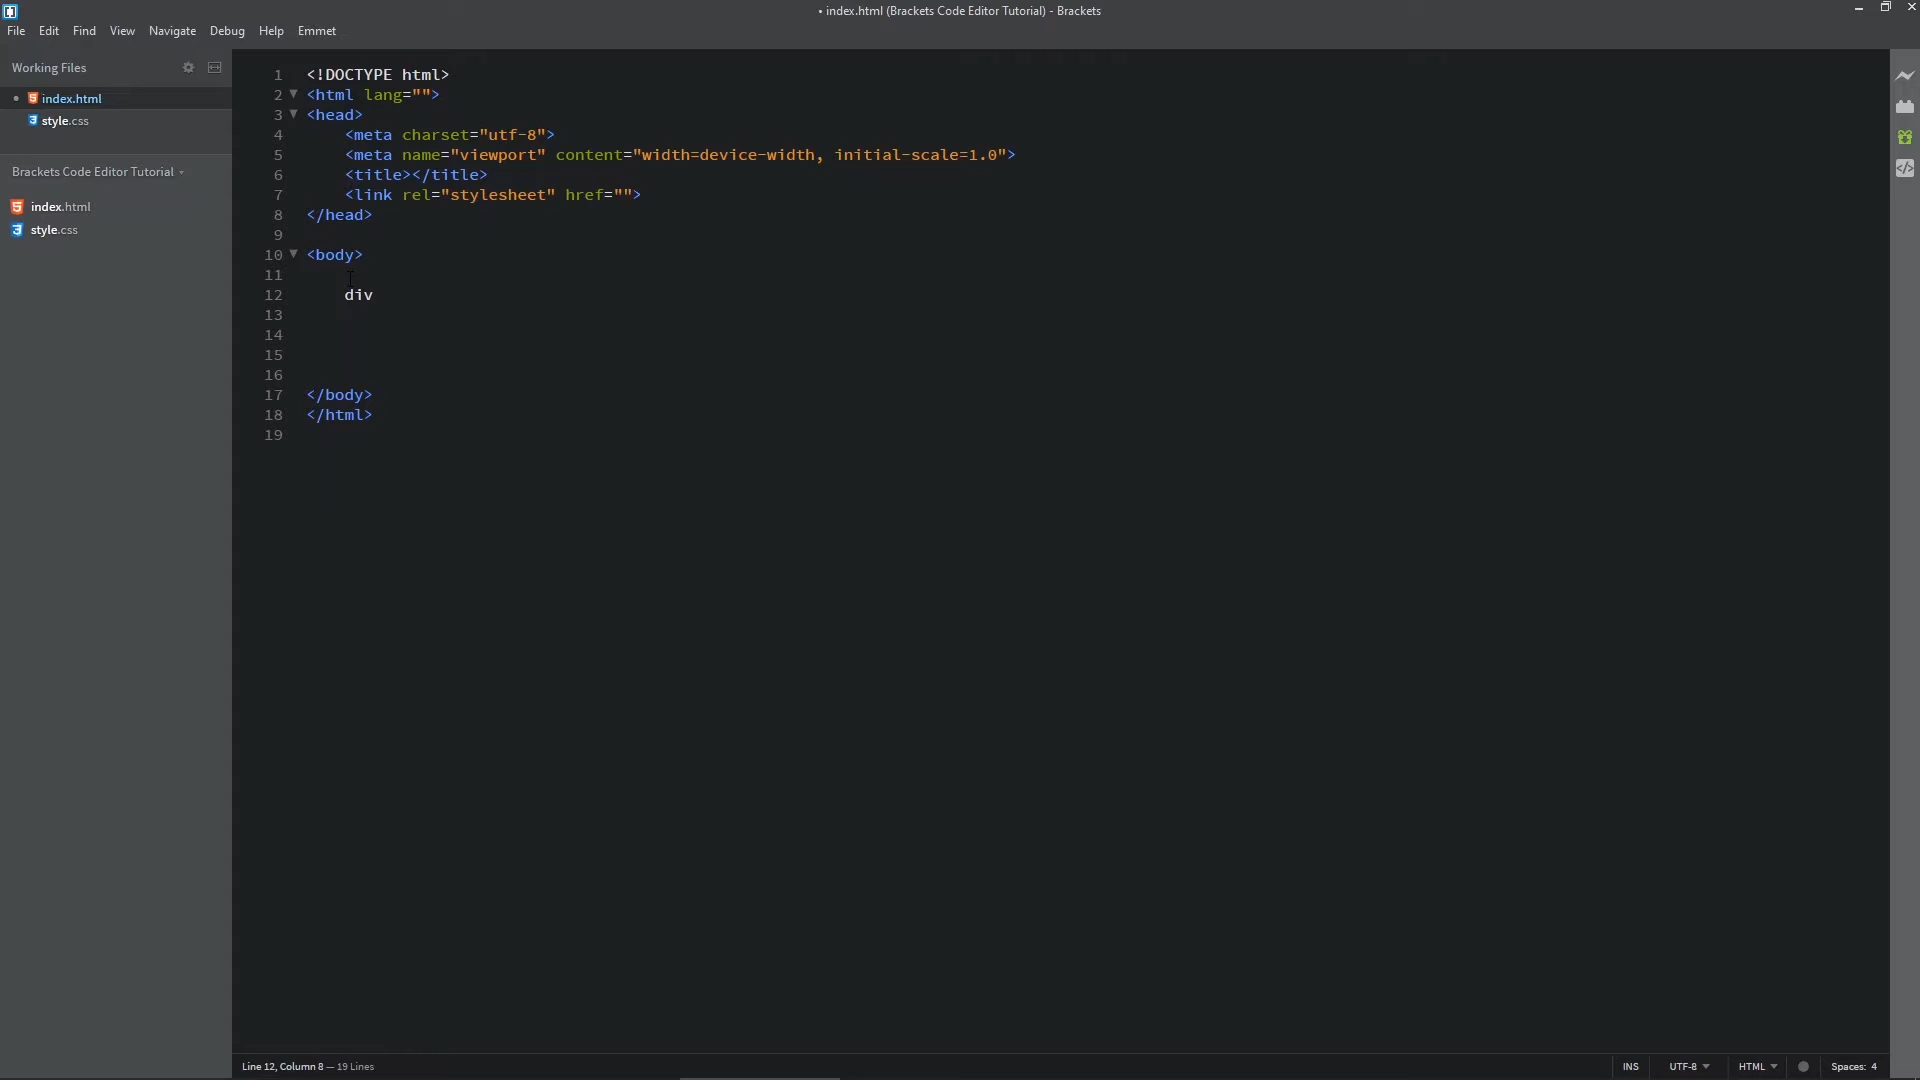 • index.html (Brackets Code Editor Tutorial) - Brackets
File Edit Find View Navigate Debug Help Emmet
Working Files
• index.html
style.css
Brackets Code Editor Tutorial
index.html
style.css
1 <!DOCTYPE html>
2 <html lang="">
3 <head>
4 <meta charset="utf-8">
5 <meta name="viewport" content="width=device-width, initial-scale=1.0">
6 <title></title>
7 <link rel="stylesheet" href="">
8 </head>
9
10 <body>
11
12 div
13
14
15
16
17 </body>
18 </html>
19
Line 12, Column 8 — 19 Lines
INS UTF-8 HTML Spaces: 4